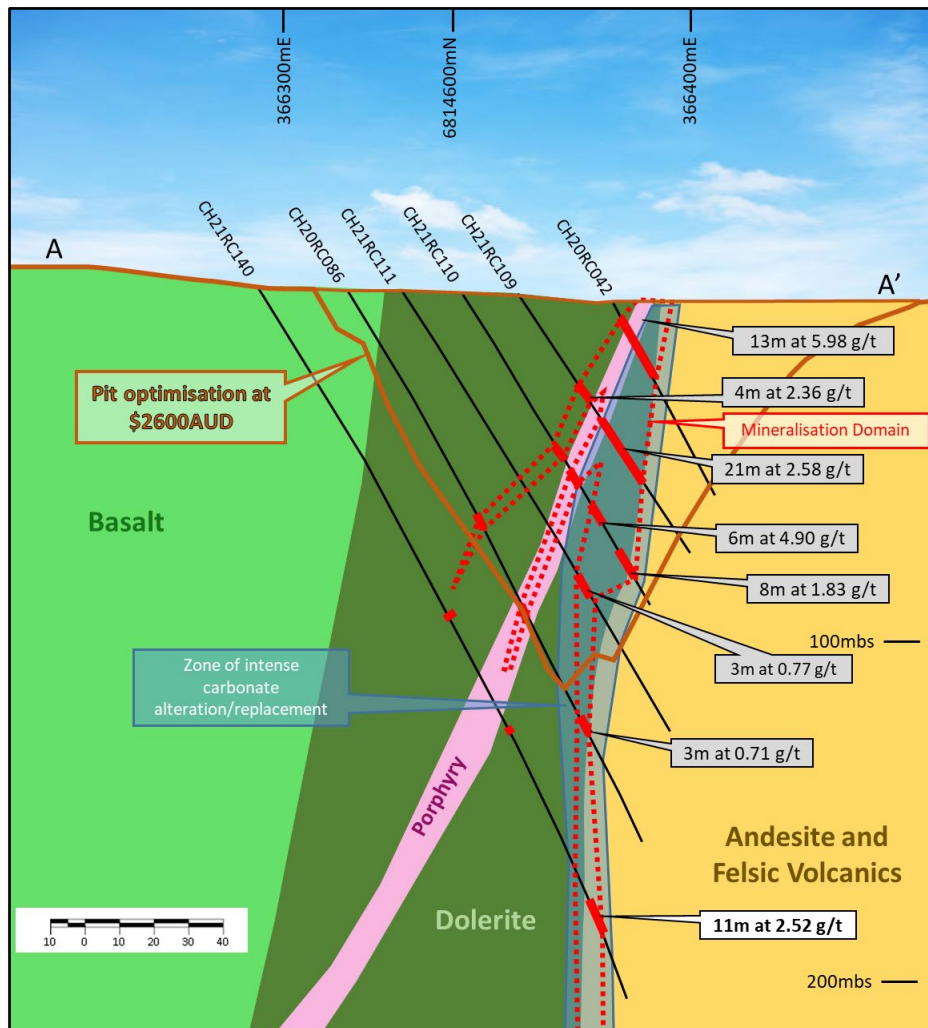 366300mE
6814600mN
366400mE
A
CH21RC140
CH20RC086
CH21RC111
CH21RC110
CH21RC109
CH20RC042
A'
13m at 5.98 g/t
Pit optimisation at
$2600AUD
4m at 2.36 g/t
Mineralisation Domain
21m at 2.58 g/t
Basalt
6m at 4.90 g/t
8m at 1.83 g/t
100mbs
Zone of intense
carbonate
alteration/replacement
3m at 0.77 g/t
3m at 0.71 g/t
Porphyry
Andesite and
Felsic Volcanics
Dolerite
11m at 2.52 g/t
10 0 10 20 30 40
200mbs